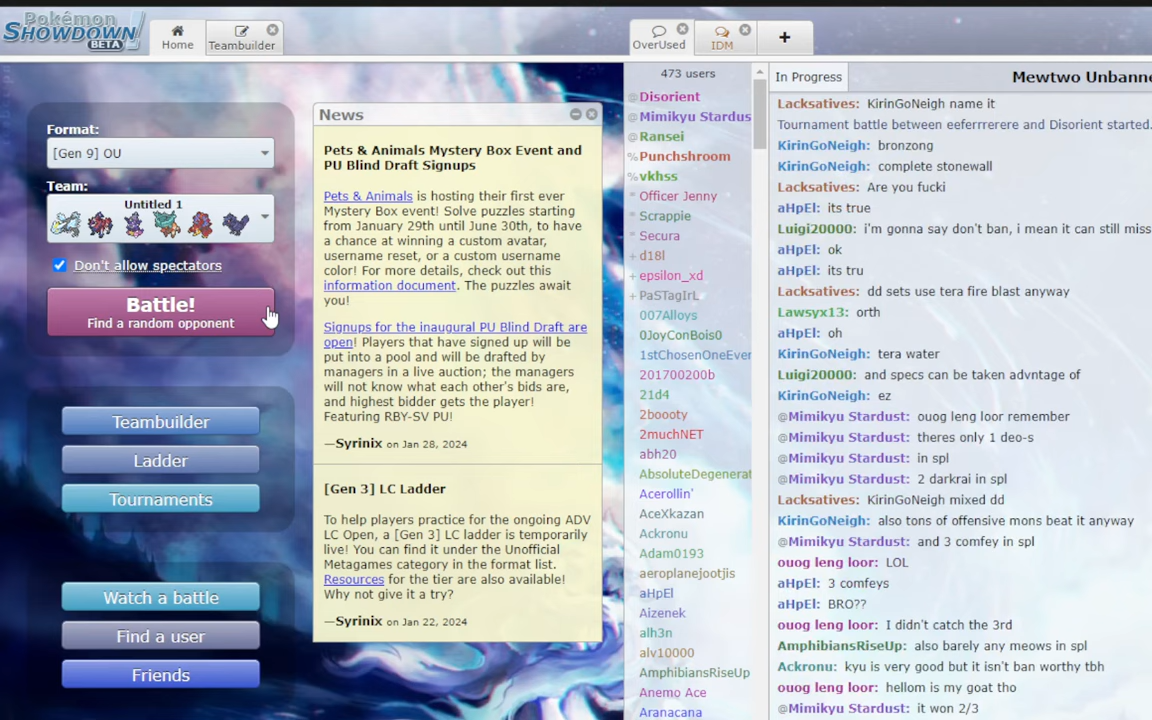 Pokémon
SHOWDOWN!
BETA
Home
Teambuilder
OverUsed
IDM
+
Format:
[Gen 9] OU
Team:
Untitled 1
Don't allow spectators
Battle!
Find a random opponent
Teambuilder
Ladder
Tournaments
Watch a battle
Find a user
Friends
News
Pets & Animals Mystery Box Event and
PU Blind Draft Signups
Pets & Animals is hosting their first ever
Mystery Box event! Solve puzzles starting
from January 29th until June 30th, to have
a chance at winning a custom avatar,
username reset, or a custom username
color! For more details, check out this
information document. The puzzles await
you!
Signups for the inaugural PU Blind Draft are
open! Players that have signed up will be
put into a pool and will be drafted by
managers in a live auction; the managers
will not know what each other's bids are,
and highest bidder gets the player!
Featuring RBY-SV PU!
—Syrinix on Jan 28, 2024
[Gen 3] LC Ladder
To help players practice for the ongoing ADV
LC Open, a [Gen 3] LC ladder is temporarily
live! You can find it under the Unofficial
Metagames category in the format list.
Resources for the tier are also available!
Why not give it a try?
—Syrinix on Jan 22, 2024
473 users
@Disorient
@Mimikyu Stardus
@Ransei
%Punchshroom
%vkhss
*Officer Jenny
*Scrappie
*Secura
+d18l
+epsilon_xd
+PaSTagIrL
007Alloys
0JoyConBois0
1stChosenOneEver
201700200b
21d4
2boooty
2muchNET
abh20
AbsoluteDegenerat
Acerollin'
AceXkazan
Ackronu
Adam0193
aeroplanejootjis
aHpEl
Aizenek
alh3n
alv10000
AmphibiansRiseUp
Anemo Ace
Aranacana
In Progress
Mewtwo Unbanne
Lacksatives: KirinGoNeigh name it
Tournament battle between eeferrrerere and Disorient started.
KirinGoNeigh: bronzong
KirinGoNeigh: complete stonewall
Lacksatives: Are you fucki
aHpEl: its true
Luigi20000: i'm gonna say don't ban, i mean it can still miss
aHpEl: ok
aHpEl: its tru
Lacksatives: dd sets use tera fire blast anyway
Lawsyx13: orth
aHpEl: oh
KirinGoNeigh: tera water
Luigi20000: and specs can be taken advntage of
KirinGoNeigh: ez
@Mimikyu Stardust: ouog leng loor remember
@Mimikyu Stardust: theres only 1 deo-s
@Mimikyu Stardust: in spl
@Mimikyu Stardust: 2 darkrai in spl
Lacksatives: KirinGoNeigh mixed dd
KirinGoNeigh: also tons of offensive mons beat it anyway
@Mimikyu Stardust: and 3 comfey in spl
ouog leng loor: LOL
aHpEl: 3 comfeys
aHpEl: BRO??
ouog leng loor: I didn't catch the 3rd
AmphibiansRiseUp: also barely any meows in spl
Ackronu: kyu is very good but it isn't ban worthy tbh
ouog leng loor: hellom is my goat tho
@Mimikyu Stardust: it won 2/3